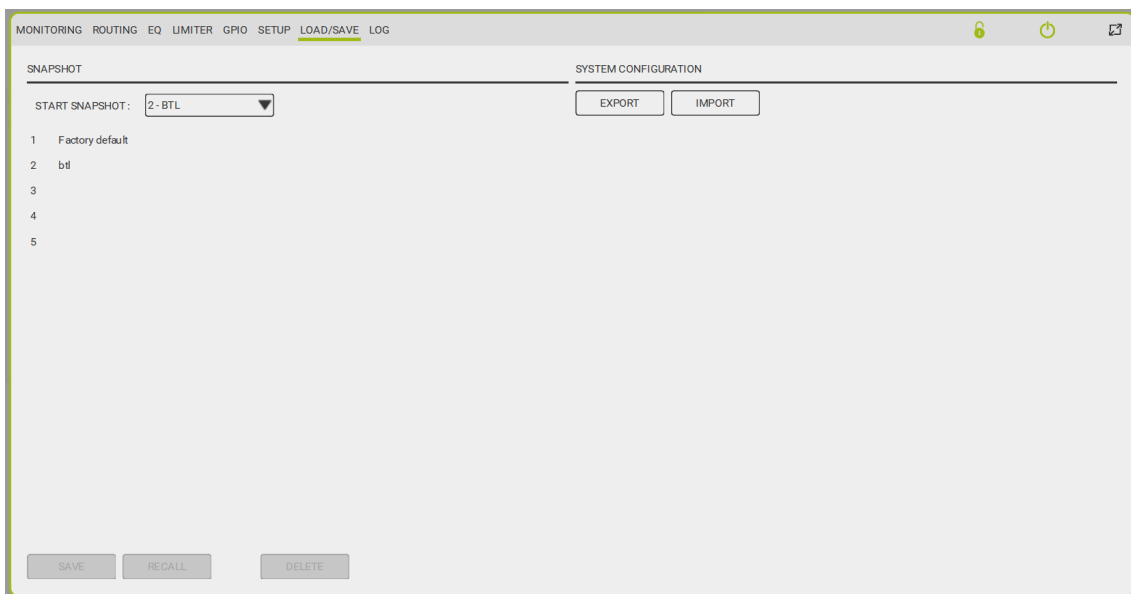 MONITORING ROUTING EQ LIMITER GPIO SETUP LOAD/SAVE LOG
SNAPSHOT
START SNAPSHOT: 2 - BTL
1 Factory default
2 btl
3
4
5
SAVE RECALL DELETE
SYSTEM CONFIGURATION
EXPORT IMPORT